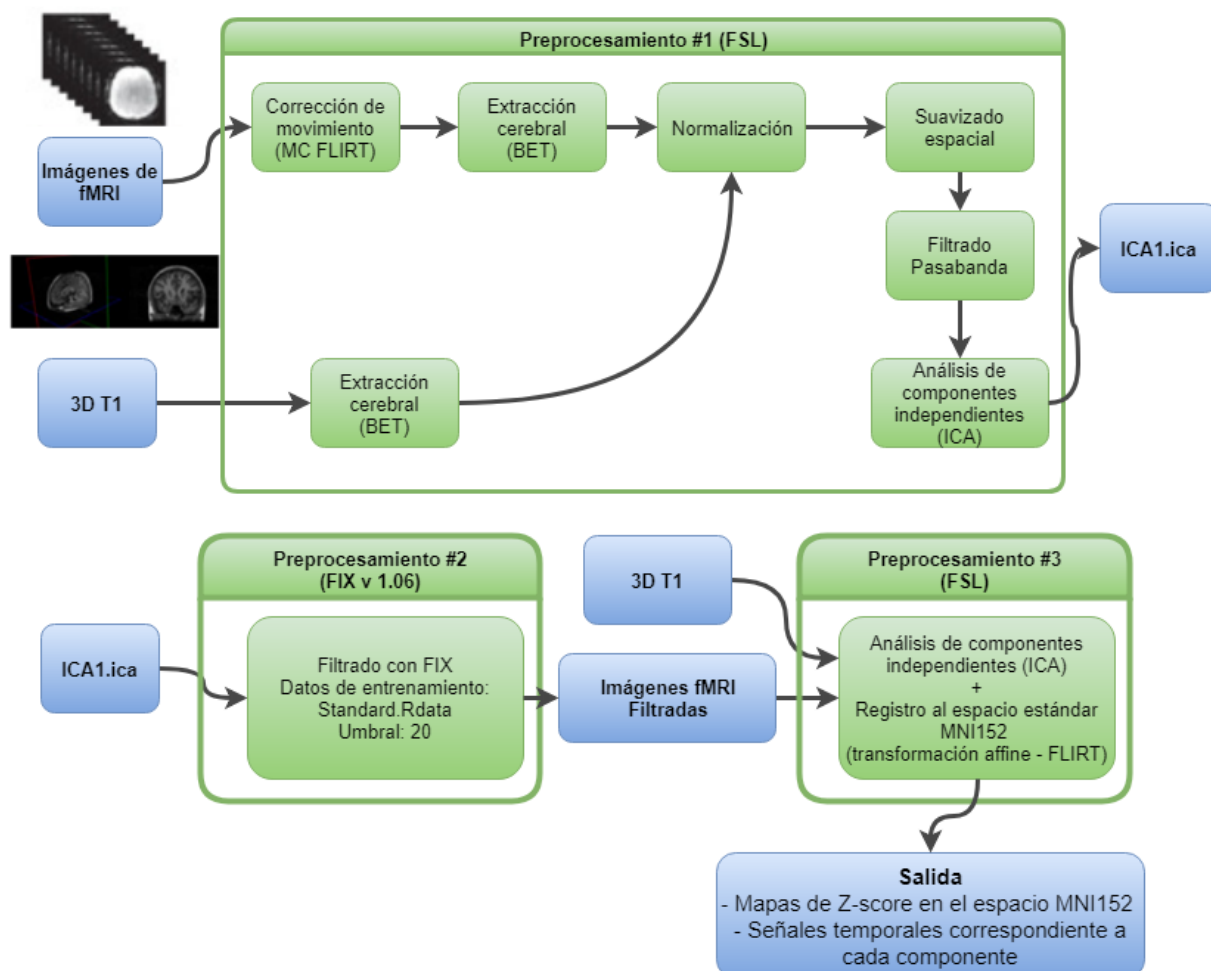 Preprocesamiento #1 (FSL)
Imágenes de
fMRI
Corrección de
movimiento
(MC FLIRT)
Extracción
cerebral
(BET)
Normalización
Suavizado
espacial
Filtrado
Pasabanda
Análisis de
componentes
independientes
(ICA)
ICA1.ica
3D T1
Extracción
cerebral
(BET)
Preprocesamiento #2
(FIX v 1.06)
ICA1.ica
Filtrado con FIX
Datos de entrenamiento:
Standard.Rdata
Umbral: 20
3D T1
Imágenes fMRI
Filtradas
Preprocesamiento #3
(FSL)
Análisis de componentes
independientes (ICA)
+
Registro al espacio estándar
MNI152
(transformación affine - FLIRT)
Salida
- Mapas de Z-score en el espacio MNI152
- Señales temporales correspondiente a
cada componente